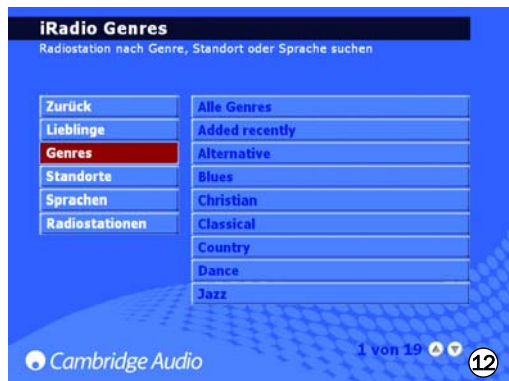 iRadio Genres
Radiostation nach Genre, Standort oder Sprache suchen
Zurück
Lieblinge
Genres
Standorte
Sprachen
Radiostationen
Alle Genres
Added recently
Alternative
Blues
Christian
Classical
Country
Dance
Jazz
1 von 19
Cambridge Audio
12